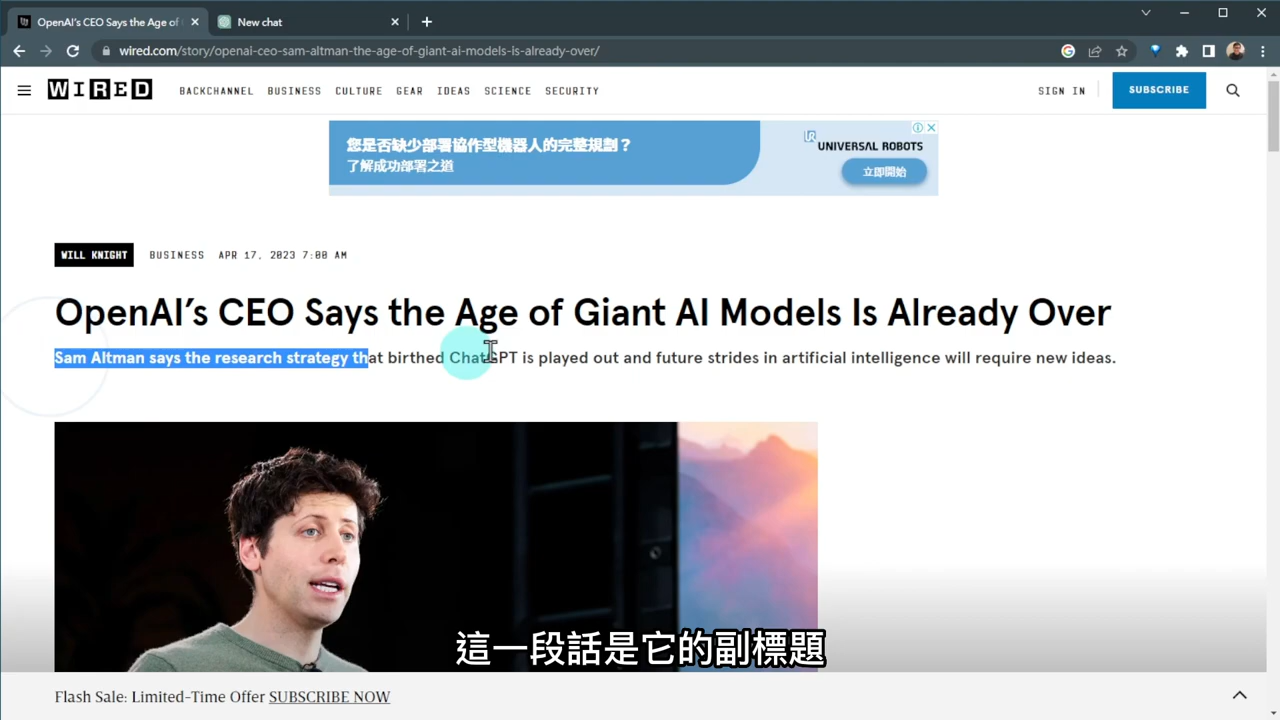 OpenAI's CEO Says the Age of
New chat
wired.com/story/openai-ceo-sam-altman-the-age-of-giant-ai-models-is-already-over/
WIRED
BACKCHANNEL BUSINESS CULTURE GEAR IDEAS SCIENCE SECURITY
SIGN IN
SUBSCRIBE
您是否缺少部署協作型機器人的完整規劃？
了解成功部署之道
UNIVERSAL ROBOTS
立即開始
WILL KNIGHT BUSINESS APR 17, 2023 7:00 AM
OpenAI's CEO Says the Age of Giant AI Models Is Already Over
Sam Altman says the research strategy that birthed ChatGPT is played out and future strides in artificial intelligence will require new ideas.
這一段話是它的副標題
Flash Sale: Limited-Time Offer SUBSCRIBE NOW